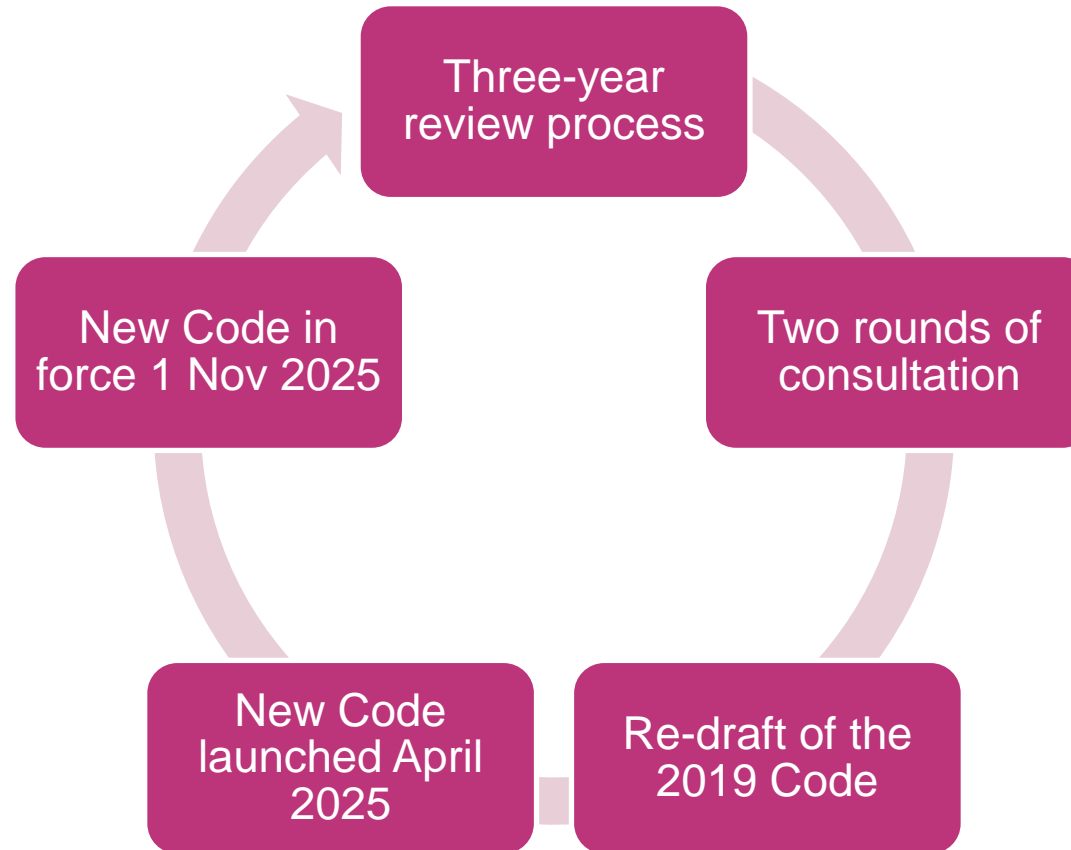 Three-year
review process
Two rounds of
consultation
Re-draft of the
2019 Code
New Code
launched April
2025
New Code in
force 1 Nov 2025